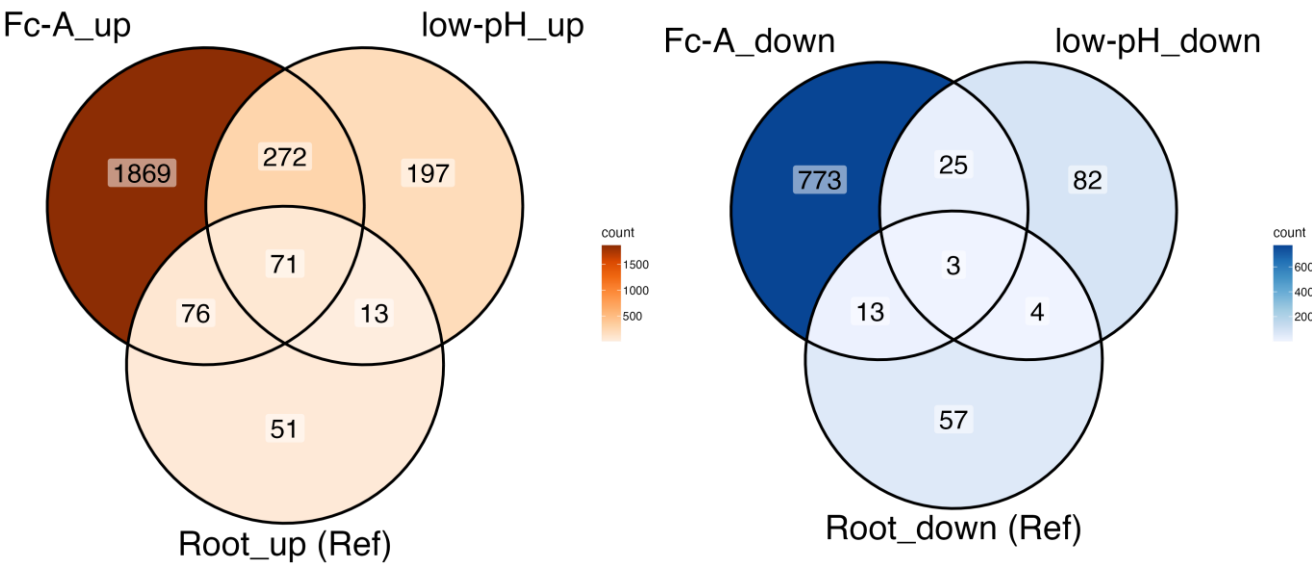 Fc-A_up
low-pH_up
1869
272
197
71
76
13
51
Root_up (Ref)
count
1500
1000
500
Fc-A_down
low-pH_down
773
25
82
3
13
4
57
Root_down (Ref)
count
600
400
200